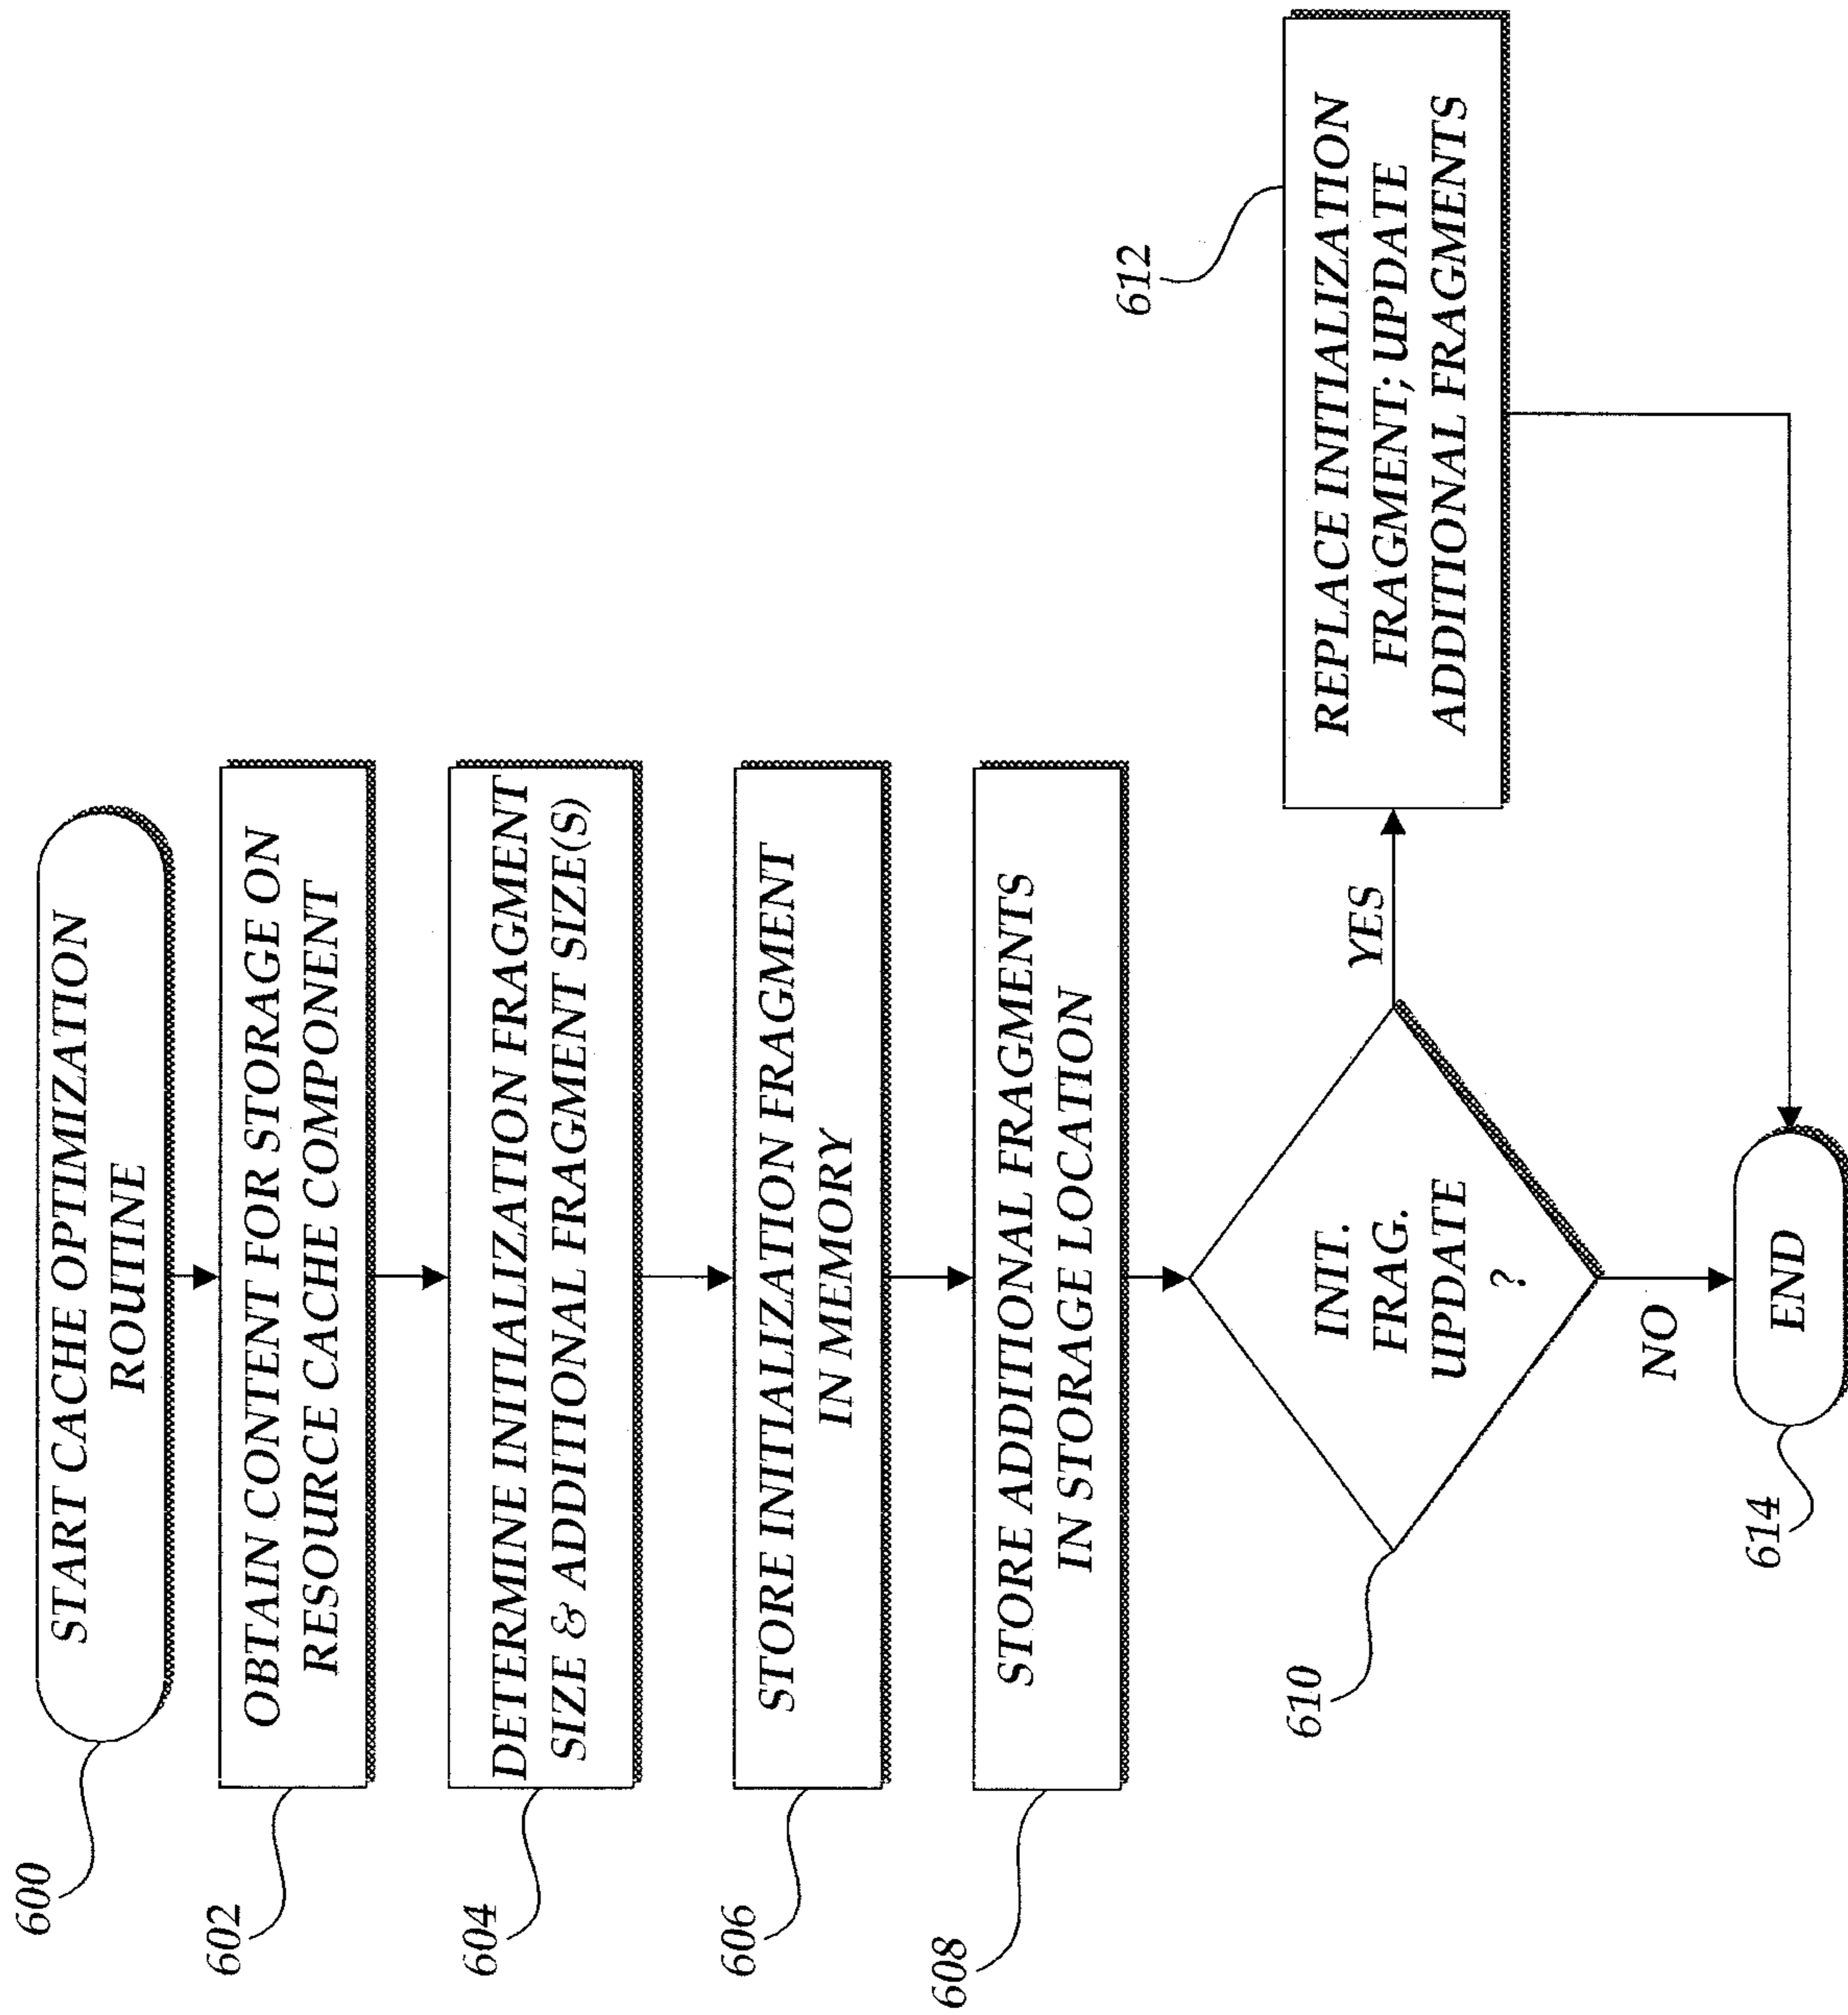 600
START CACHE OPTIMIZATION
ROUTINE
602
OBTAIN CONTENT FOR STORAGE ON
RESOURCE CACHE COMPONENT
604
DETERMINE INITIALIZATION FRAGMENT
SIZE & ADDITIONAL FRAGMENT SIZE(S)
606
STORE INITIALIZATION FRAGMENT
IN MEMORY
608
STORE ADDITIONAL FRAGMENTS
IN STORAGE LOCATION
610
INIT.
FRAG.
UPDATE
?
YES
612
REPLACE INITIALIZATION
FRAGMENT; UPDATE
ADDITIONAL FRAGMENTS
NO
614
END